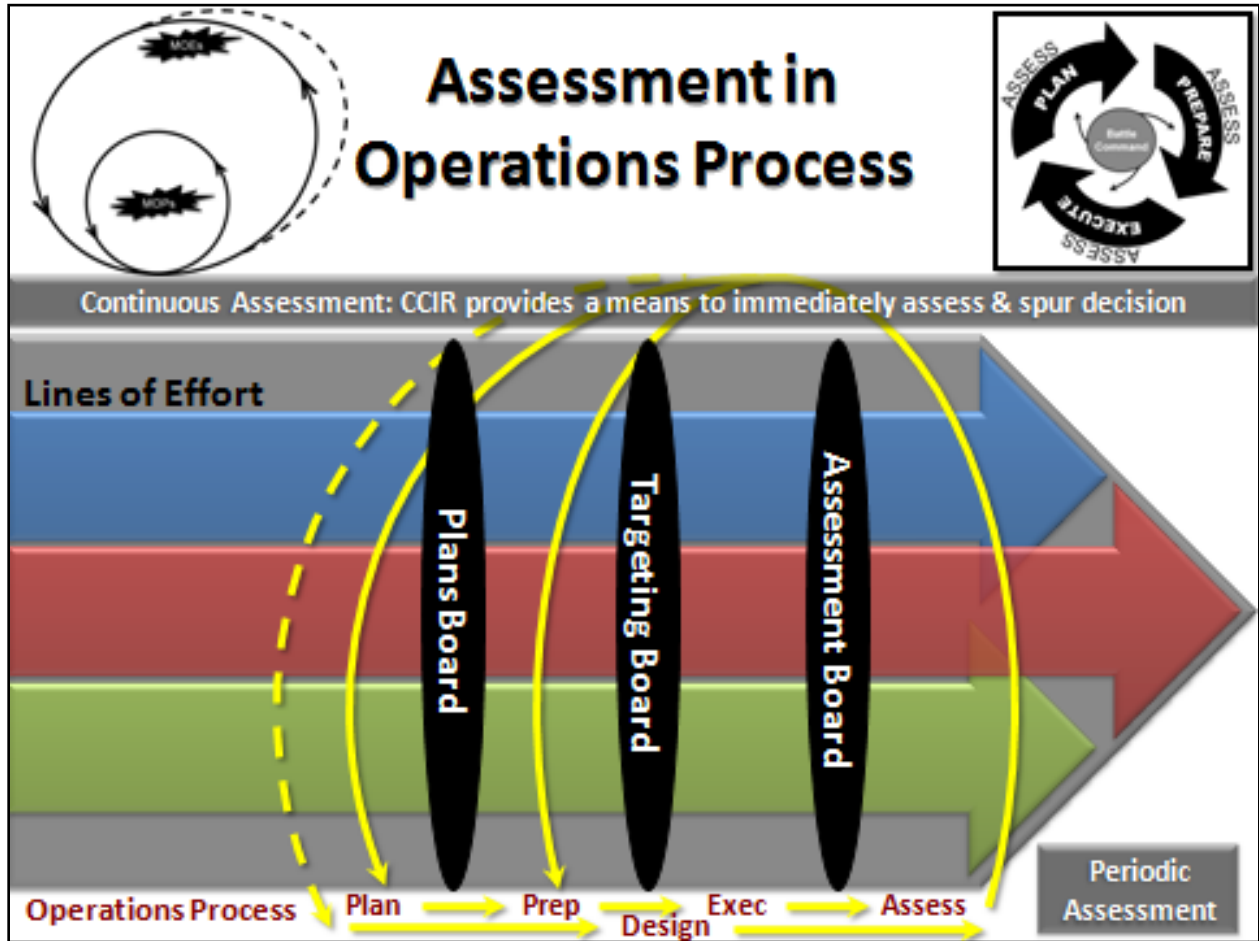 MOEs
MOPs
Assessment in
Operations Process
ASSESS
PLAN
ASSESS
PREPARE
Battle
Command
EXECUTE
ASSESS
Continuous Assessment: CCIR provides a means to immediately assess & spur decision
Lines of Effort
Plans Board
Targeting Board
Assessment Board
Periodic
Assessment
Operations Process
Plan
Prep
Exec
Assess
Design